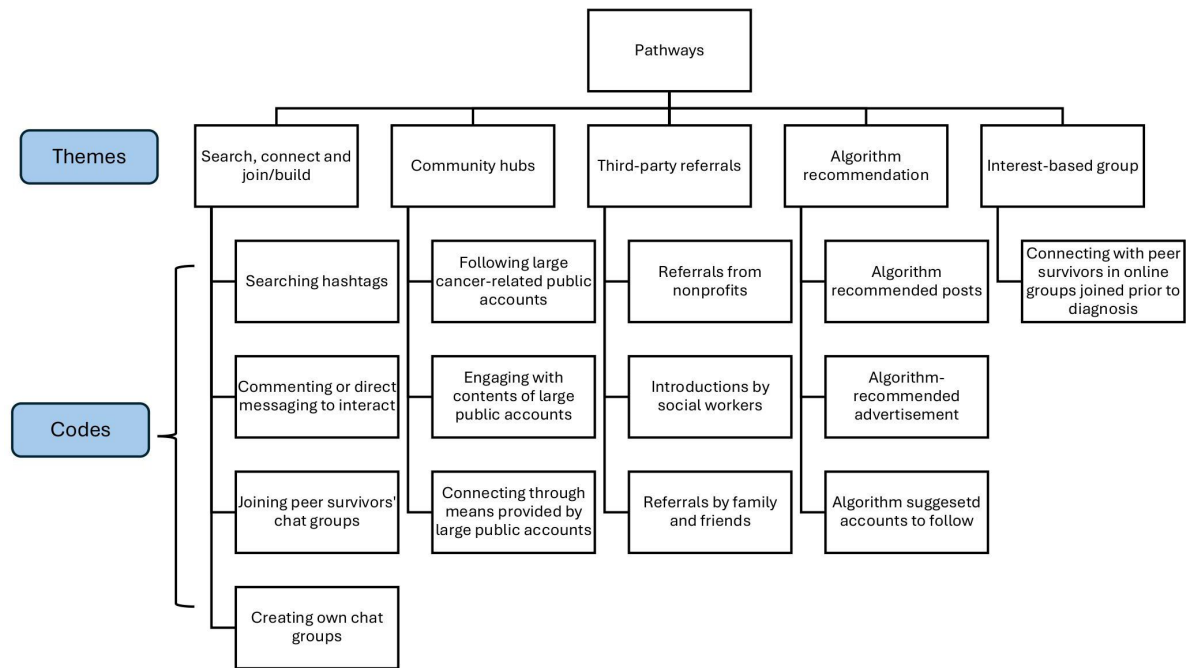 Pathways
Themes
Search, connect and
join/build
Community hubs
Third-party referrals
Algorithm
recommendation
Interest-based group
Searching hashtags
Following large
cancer-related public
accounts
Referrals from
nonprofits
Algorithm
recommended posts
Connecting with peer
survivors in online
groups joined prior to
diagnosis
Codes
Commenting or direct
messaging to interact
Engaging with
contents of large
public accounts
Introductions by
social workers
Algorithm-
recommended
advertisement
Joining peer survivors'
chat groups
Connecting through
means provided by
large public accounts
Referrals by family
and friends
Algorithm suggesetd
accounts to follow
Creating own chat
groups